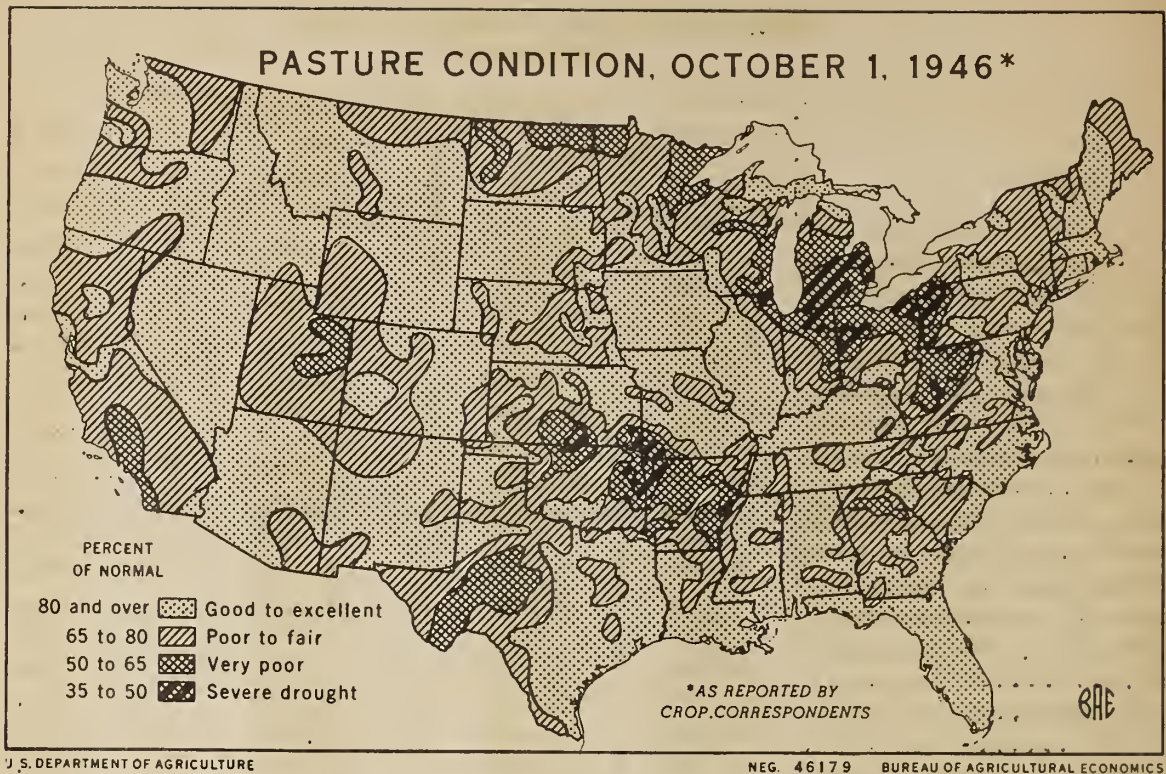 PASTURE CONDITION, OCTOBER 1, 1946*
PERCENT
OF NORMAL
80 and over Good to excellent
65 to 80 Poor to fair
50 to 65 Very poor
35 to 50 Severe drought
*AS REPORTED BY
CROP CORRESPONDENTS
BAE
U. S. DEPARTMENT OF AGRICULTURE
NEG. 46179 BUREAU OF AGRICULTURAL ECONOMICS